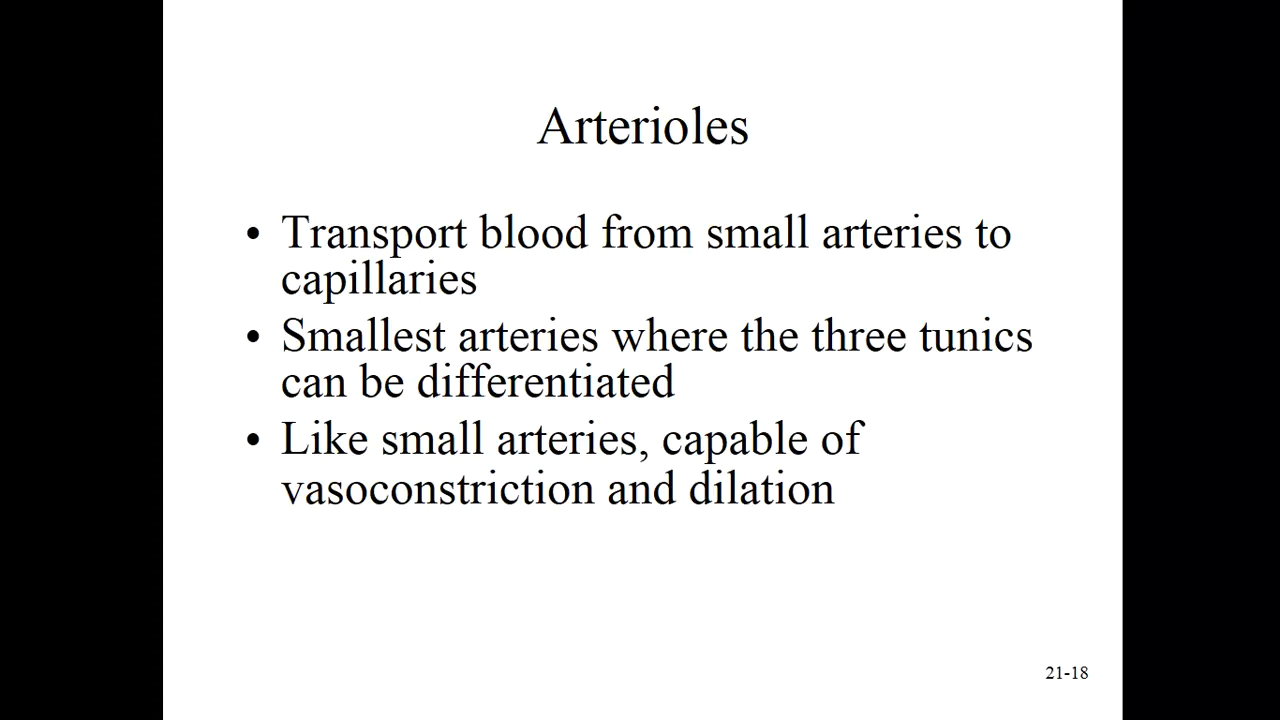 Arterioles
• Transport blood from small arteries to
capillaries
• Smallest arteries where the three tunics
can be differentiated
• Like small arteries, capable of
vasoconstriction and dilation
21-18